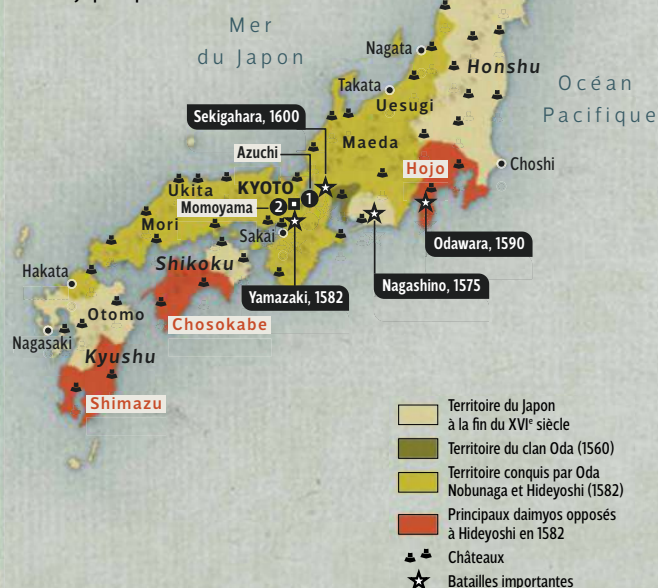 Mer
du Japon
Nagata
Honshu
Takata
Océan
Pacifique
Uesugi
Sekigahara, 1600
Maeda
Azuchi
Hojo
Choshi
Ukita
KYOTO
1
Momoyama
2
Mori
Sakai
Odawara, 1590
Shikoku
Hakata
Yamazaki, 1582
Nagashino, 1575
Otomo
Chosokabe
Nagasaki
Kyushu
Shimazu
Territoire du Japon
à la fin du XVIe siècle
Territoire du clan Oda (1560)
Territoire conquis par Oda
Nobunaga et Hideyoshi (1582)
Principaux daimyos opposés
à Hideyoshi en 1582
Châteaux
Batailles importantes